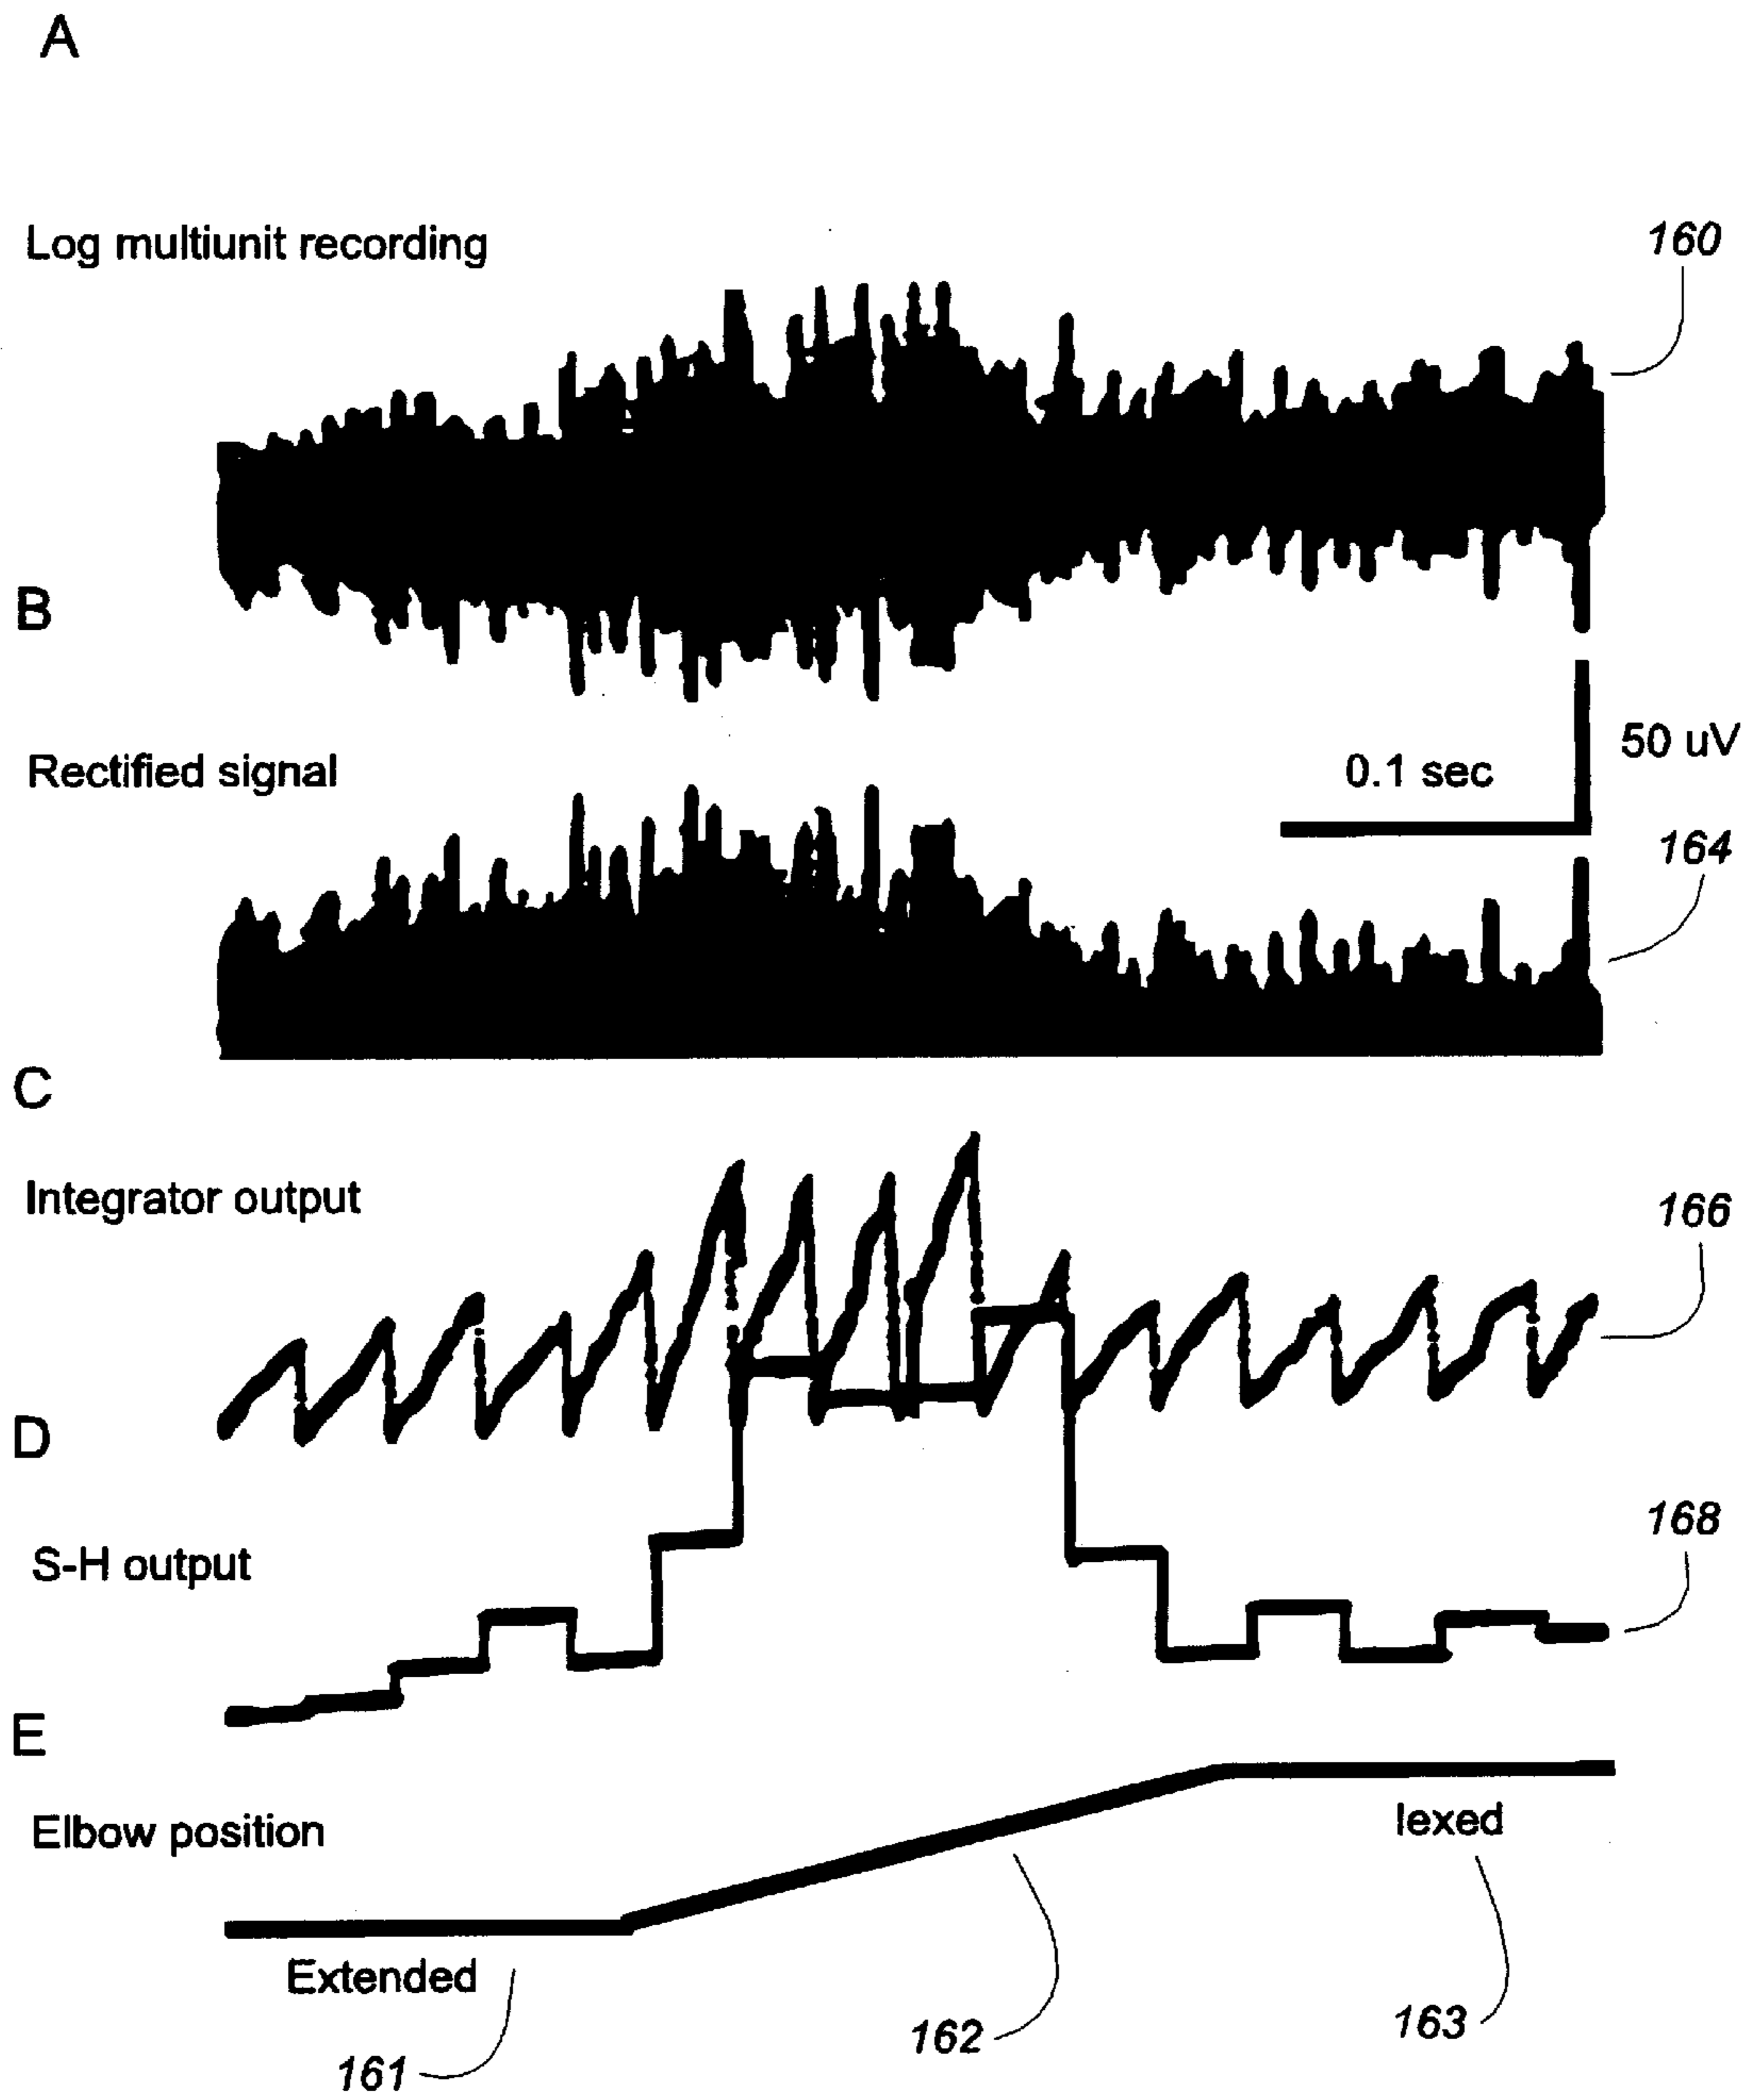 A
Log multiunit recording
160
B
Rectified signal
0.1 sec
50 uV
164
C
Integrator output
166
D
S-H output
168
E
Elbow position
lexed
Extended
161
162
163